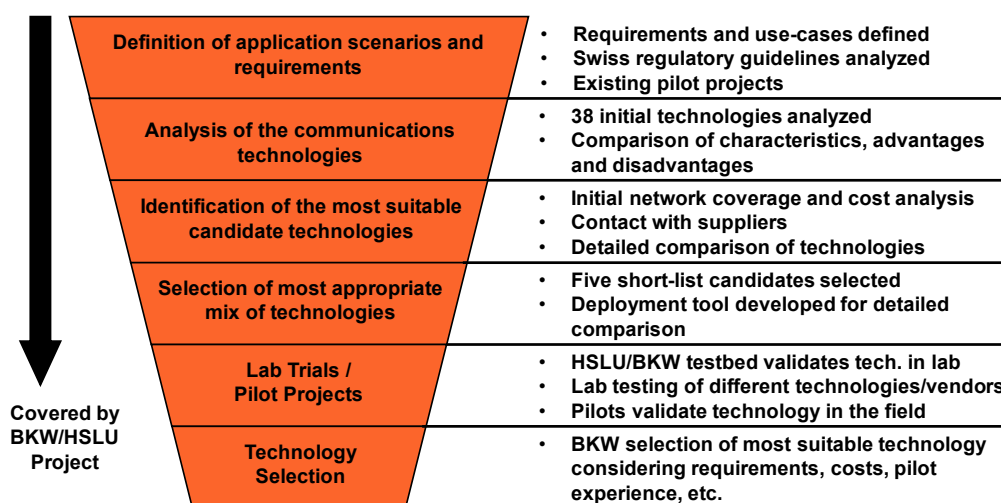 Definition of application scenarios and
requirements
• Requirements and use-cases defined
• Swiss regulatory guidelines analyzed
• Existing pilot projects
Analysis of the communications
technologies
• 38 initial technologies analyzed
• Comparison of characteristics, advantages
and disadvantages
Identification of the most suitable
candidate technologies
• Initial network coverage and cost analysis
• Contact with suppliers
• Detailed comparison of technologies
Selection of most appropriate
mix of technologies
• Five short-list candidates selected
• Deployment tool developed for detailed
comparison
Lab Trials /
Pilot Projects
• HSLU/BKW testbed validates tech. in lab
• Lab testing of different technologies/vendors
• Pilots validate technology in the field
Technology
Selection
• BKW selection of most suitable technology
considering requirements, costs, pilot
experience, etc.
Covered by
BKW/HSLU
Project